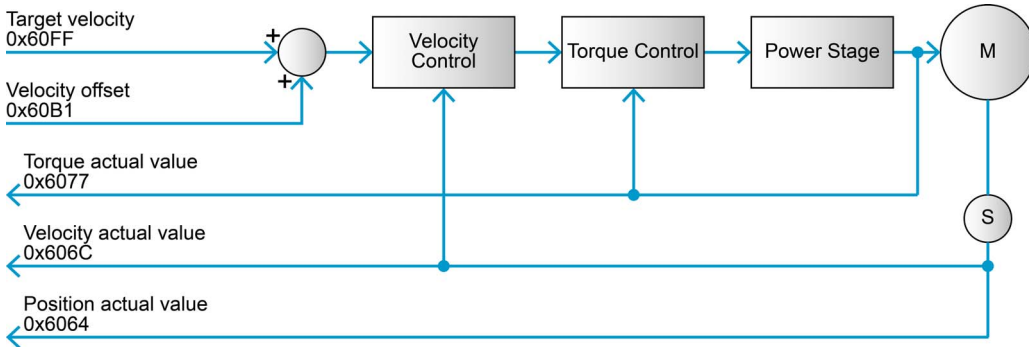 Target velocity
0x60FF
+
+
Velocity Control
Torque Control
Power Stage
M
Velocity offset
0x60B1
Torque actual value
0x6077
S
Velocity actual value
0x606C
Position actual value
0x6064